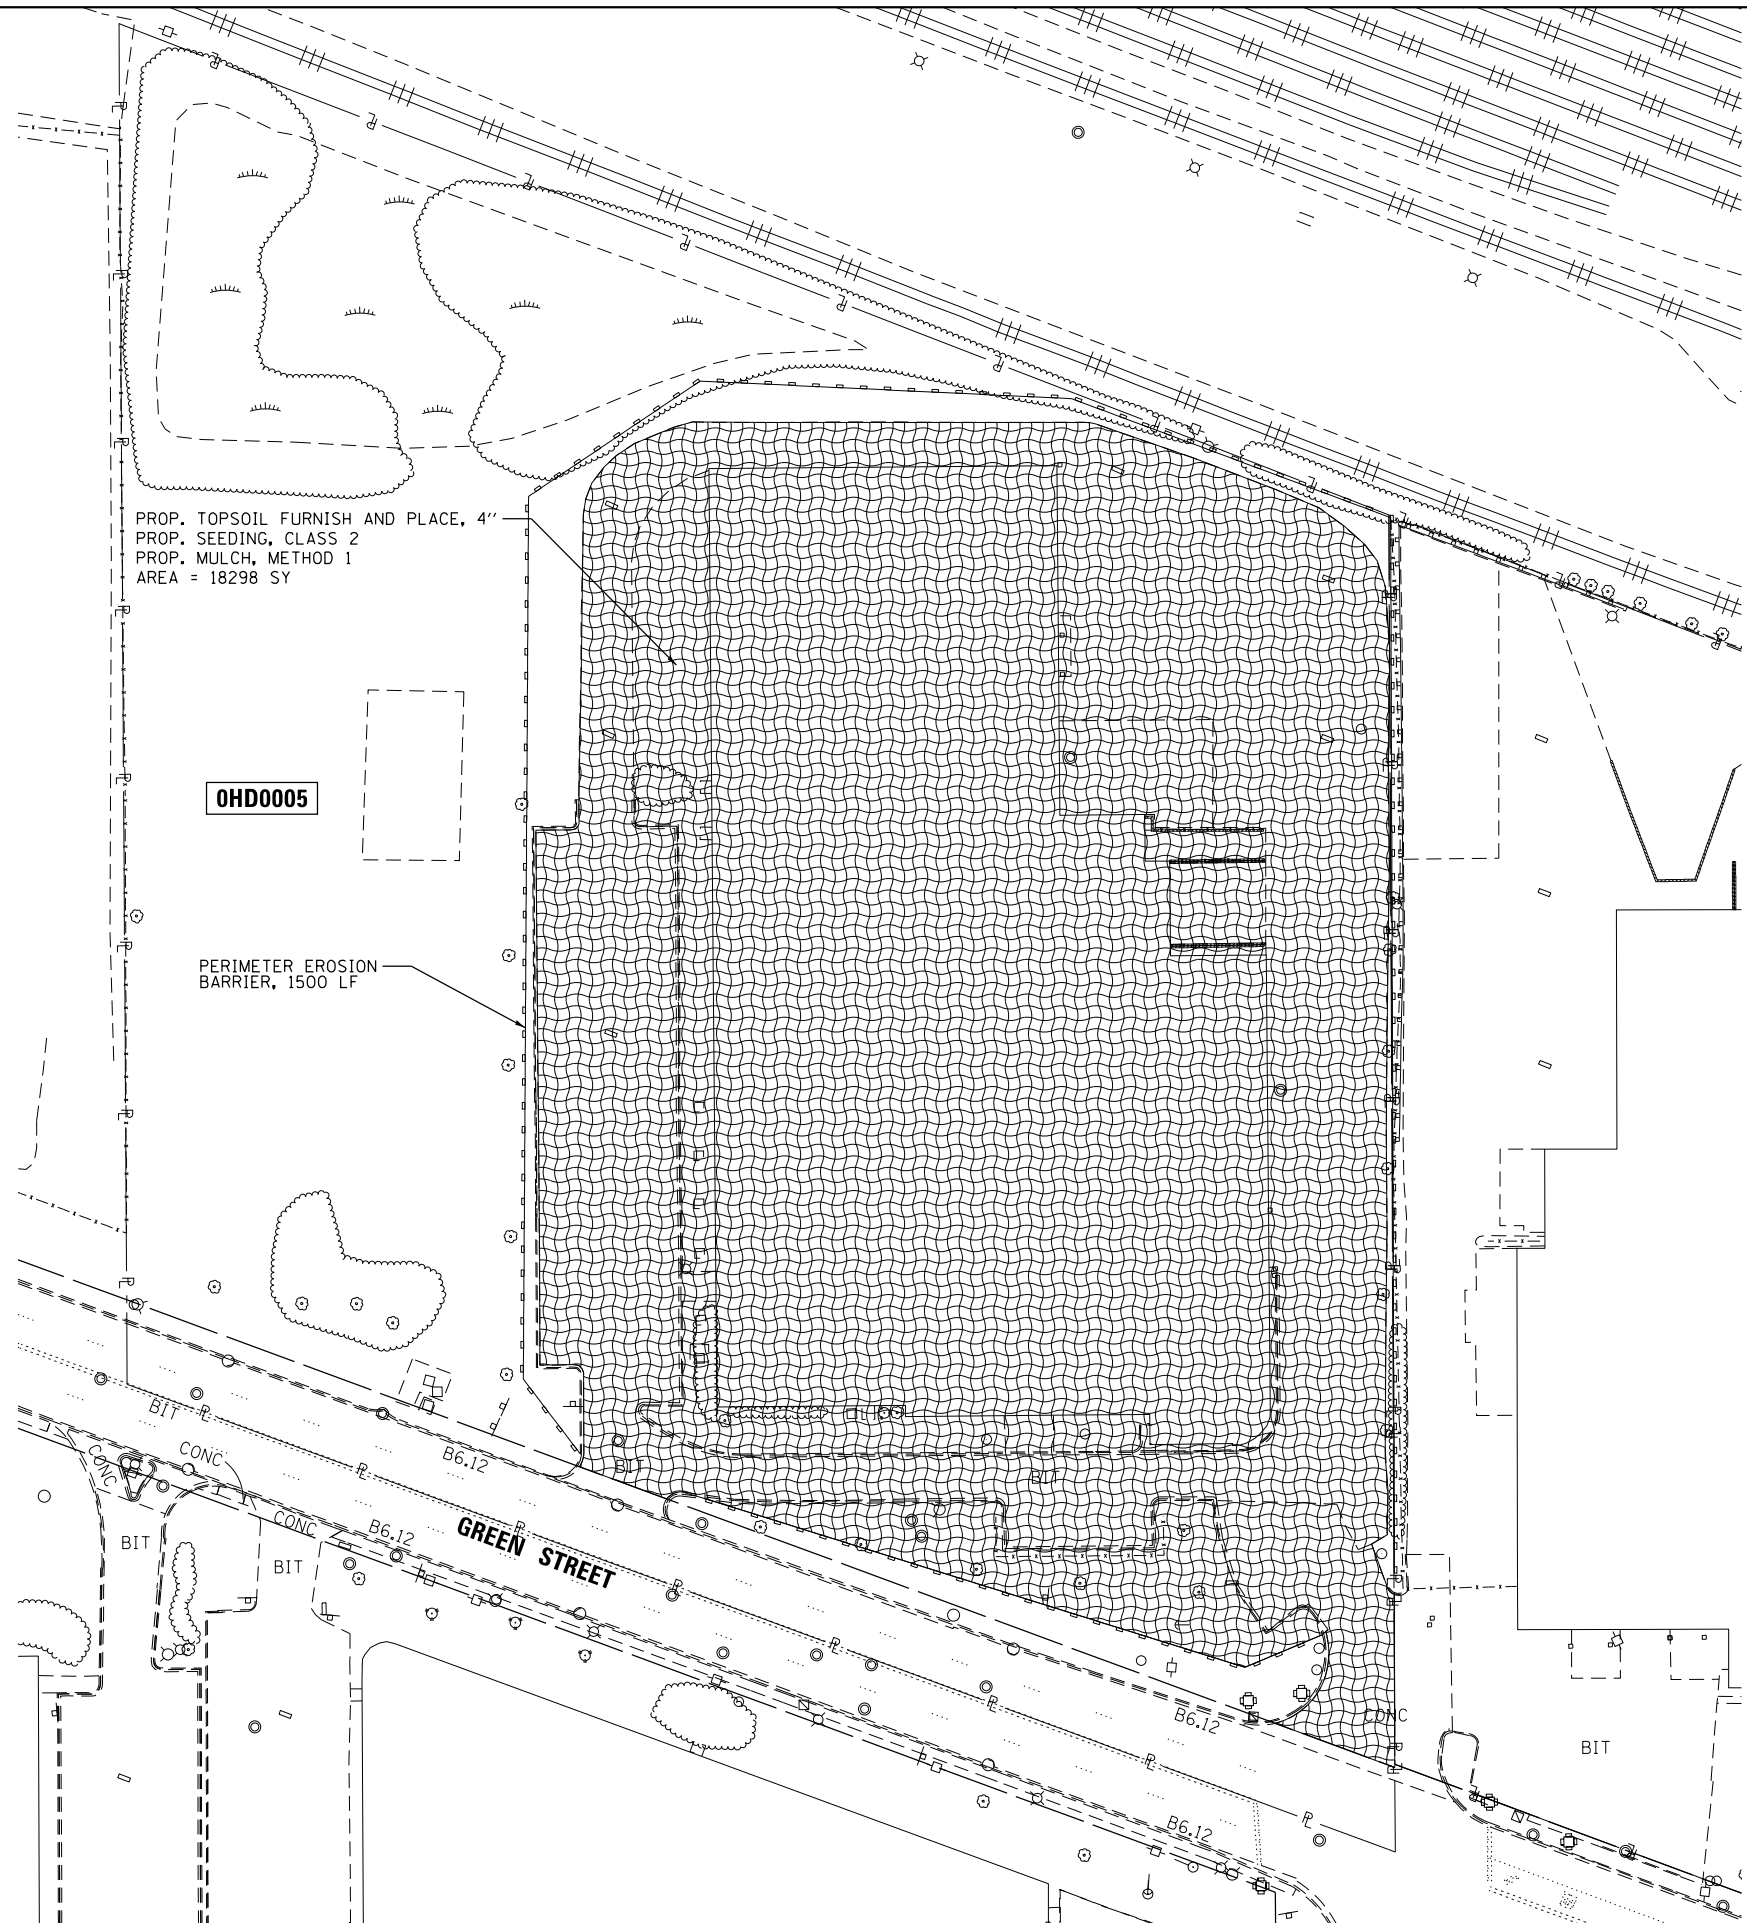 PROP. TOPSOIL FURNISH AND PLACE, 4''
PROP. SEEDING, CLASS 2
PROP. MULCH, METHOD 1
AREA = 18298 SY
0HD0005
PERIMETER EROSION
BARRIER, 1500 LF
BIT
CONC
CONC
B6.12
BIT
BIT
CONC
B6.12
GREEN STREET
BIT
BIT
B6.12
CONC
BIT
B6.12